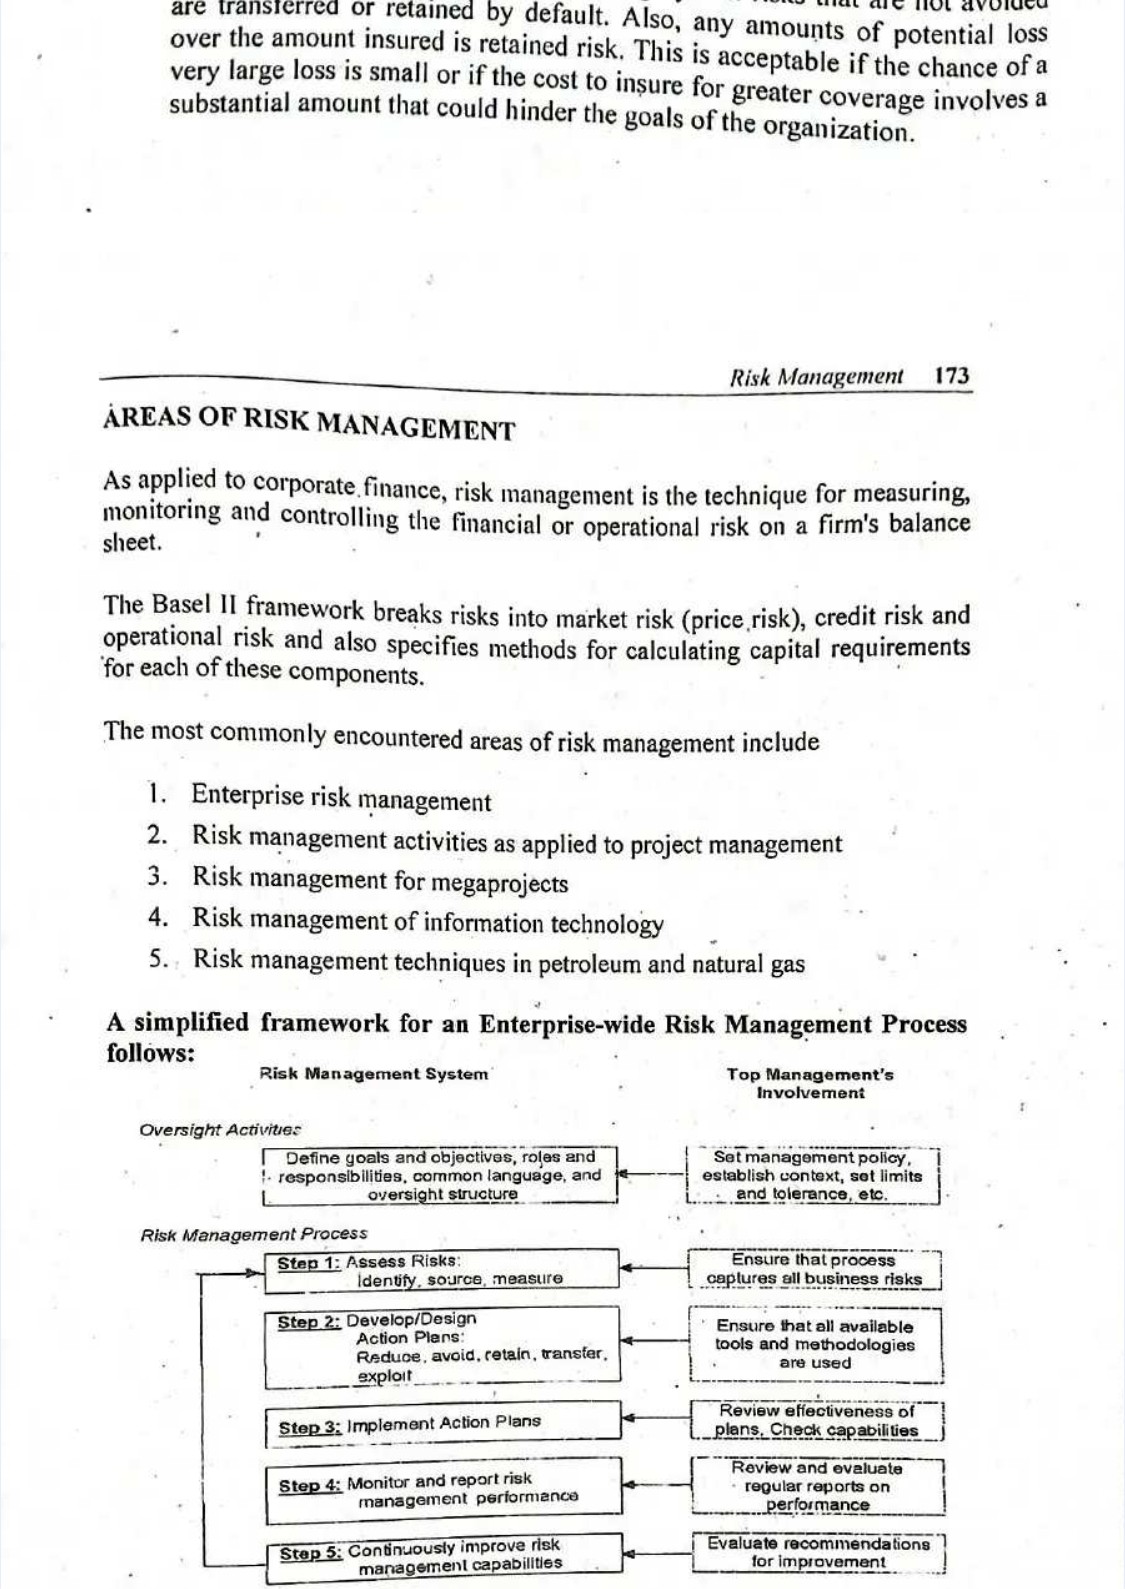 are transferred or retained by default. Also, any amounts of potential loss
over the amount insured is retained risk. This is acceptable if the chance of a
very large loss is small or if the cost to insure for greater coverage involves a
substantial amount that could hinder the goals of the organization.
Risk Management 173
AREAS OF RISK MANAGEMENT
As applied to corporate finance, risk management is the technique for measuring,
monitoring and controlling the financial or operational risk on a firm's balance
sheet.
The Basel II framework breaks risks into market risk (price risk), credit risk and
operational risk and also specifies methods for calculating capital requirements
for each of these components.
The most commonly encountered areas of risk management include
1. Enterprise risk management
2. Risk management activities as applied to project management
3. Risk management for megaprojects
4. Risk management of information technology
5. Risk management techniques in petroleum and natural gas
A simplified framework for an Enterprise-wide Risk Management Process
follows:
Risk Management System
Top Management's
Involvement
Oversight Activities
Define goals and objectives, roles and
responsibilities, common language, and
oversight structure
Set management policy,
establish context, set limits
and tolerance, etc.
Risk Management Process
Step 1: Assess Risks:
Identify, source, measure
Ensure that process
captures all business risks
Step 2: Develop/Design
Action Plans:
Reduce, avoid, retain, transfer,
exploit
Ensure that all available
tools and methodologies
are used
Step 3: Implement Action Plans
Review effectiveness of
plans, Check capabilities
Step 4: Monitor and report risk
management performance
Review and evaluate
regular reports on
performance
Step 5: Continuously improve risk
management capabilities
Evaluate recommendations
for improvement